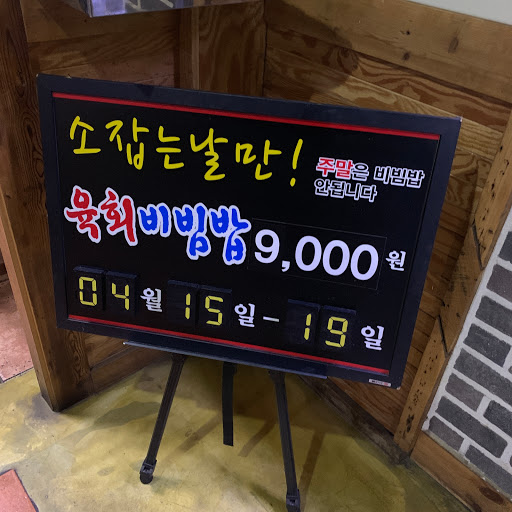 소잡는날만!
주말은 비빔밥
안됩니다
육회비빔밥 9,000원
04월 15일-19일